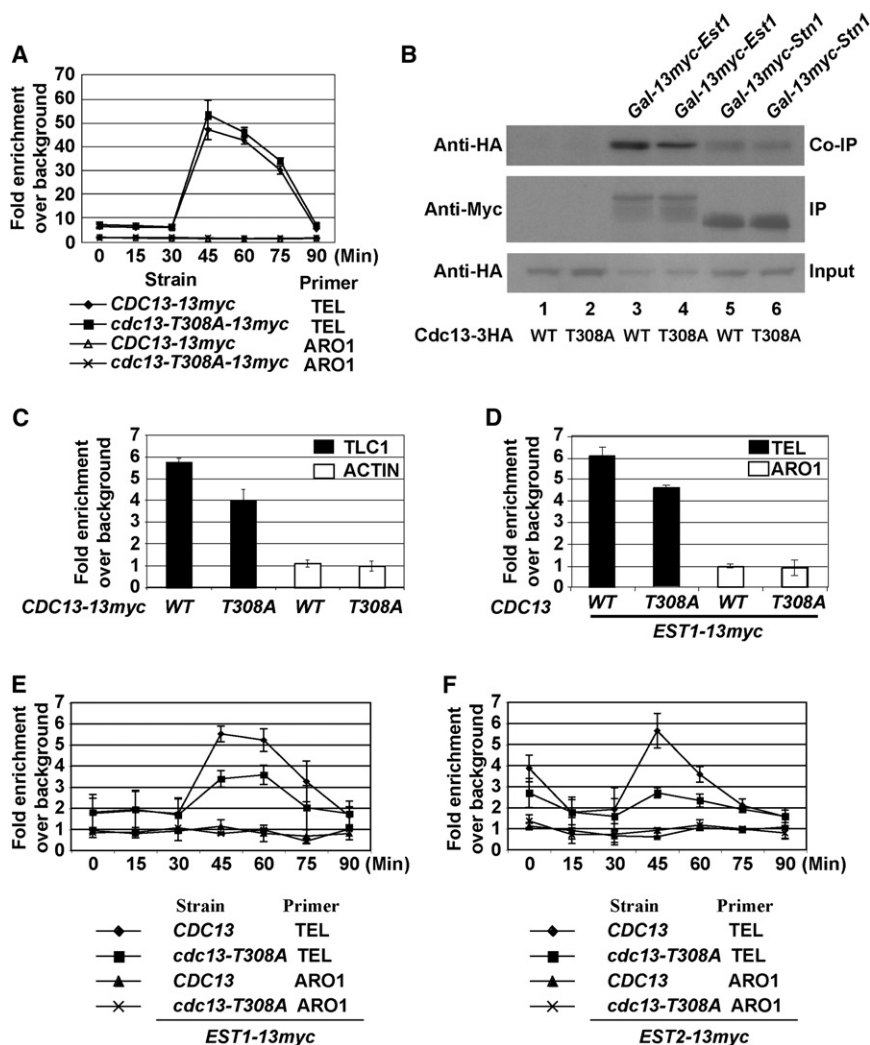 A
Fold enrichment
over background
70
60
50
40
30
20
10
0
0 15 30 45 60 75 90 (Min)
Strain Primer
CDC13-13myc TEL
cdc13-T308A-13myc TEL
CDC13-13myc ARO1
cdc13-T308A-13myc ARO1
B
Gal-13myc-Est1
Gal-13myc-Est1
Gal-13myc-Stn1
Gal-13myc-Stn1
Anti-HA Co-IP
Anti-Myc IP
Anti-HA Input
1 2 3 4 5 6
Cdc13-3HA WT T308A WT T308A WT T308A
C
Fold enrichment
over background
7
6
5
4
3
2
1
0
TLC1
ACTIN
CDC13-13myc WT T308A WT T308A
D
Fold enrichment
over background
7
6
5
4
3
2
1
0
TEL
ARO1
CDC13 WT T308A WT T308A
EST1-13myc
E
Fold enrichment
over background
7
6
5
4
3
2
1
0
0 15 30 45 60 75 90 (Min)
Strain Primer
CDC13 TEL
cdc13-T308A TEL
CDC13 ARO1
cdc13-T308A ARO1
EST1-13myc
F
Fold enrichment
over background
7
6
5
4
3
2
1
0
0 15 30 45 60 75 90 (Min)
Strain Primer
CDC13 TEL
cdc13-T308A TEL
CDC13 ARO1
cdc13-T308A ARO1
EST2-13myc